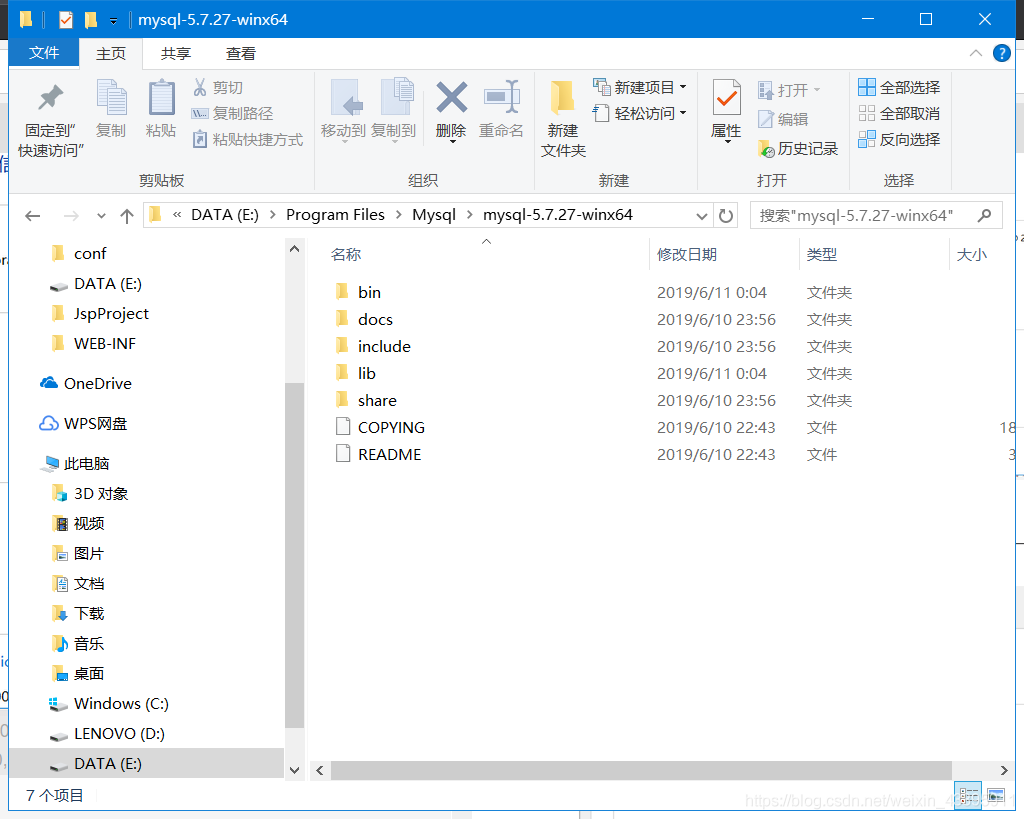 mysql-5.7.27-winx64
文件 主页 共享 查看
固定到"快速访问"
复制
粘贴
剪切
复制路径
粘贴快捷方式
剪贴板
移动到 复制到 删除 重命名
组织
新建文件夹
新建项目
轻松访问
新建
属性
打开
编辑
历史记录
打开
全部选择
全部取消
反向选择
选择
« DATA (E:) > Program Files > Mysql > mysql-5.7.27-winx64
搜索"mysql-5.7.27-winx64"
conf
DATA (E:)
JspProject
WEB-INF
OneDrive
WPS网盘
此电脑
3D 对象
视频
图片
文档
下载
音乐
桌面
Windows (C:)
LENOVO (D:)
DATA (E:)
名称 修改日期 类型 大小
bin 2019/6/11 0:04 文件夹
docs 2019/6/10 23:56 文件夹
include 2019/6/10 23:56 文件夹
lib 2019/6/11 0:04 文件夹
share 2019/6/10 23:56 文件夹
COPYING 2019/6/10 22:43 文件 18
README 2019/6/10 22:43 文件 3
7 个项目